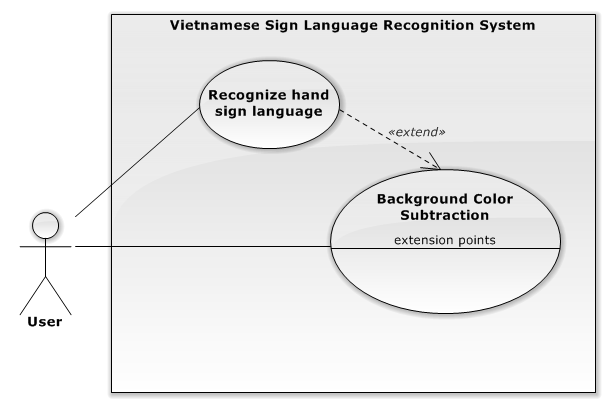 Vietnamese Sign Language Recognition System
Recognize hand
sign language
«extend»
Background Color
Subtraction
extension points
User